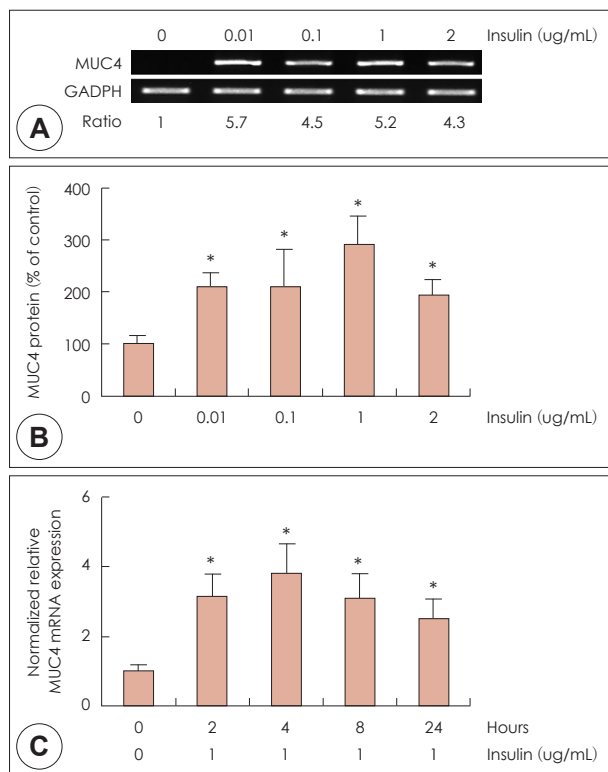 0 0.01 0.1 1 2 Insulin (ug/mL)
MUC4
GADPH
Ratio 1 5.7 4.5 5.2 4.3
A
MUC4 protein (% of control)
400
300
200
100
0
* * * *
0 0.01 0.1 1 2 Insulin (ug/mL)
B
Normalized relative
MUC4 mRNA expression
6
4
2
0
* * * *
0 2 4 8 24 Hours
0 1 1 1 1 Insulin (ug/mL)
C